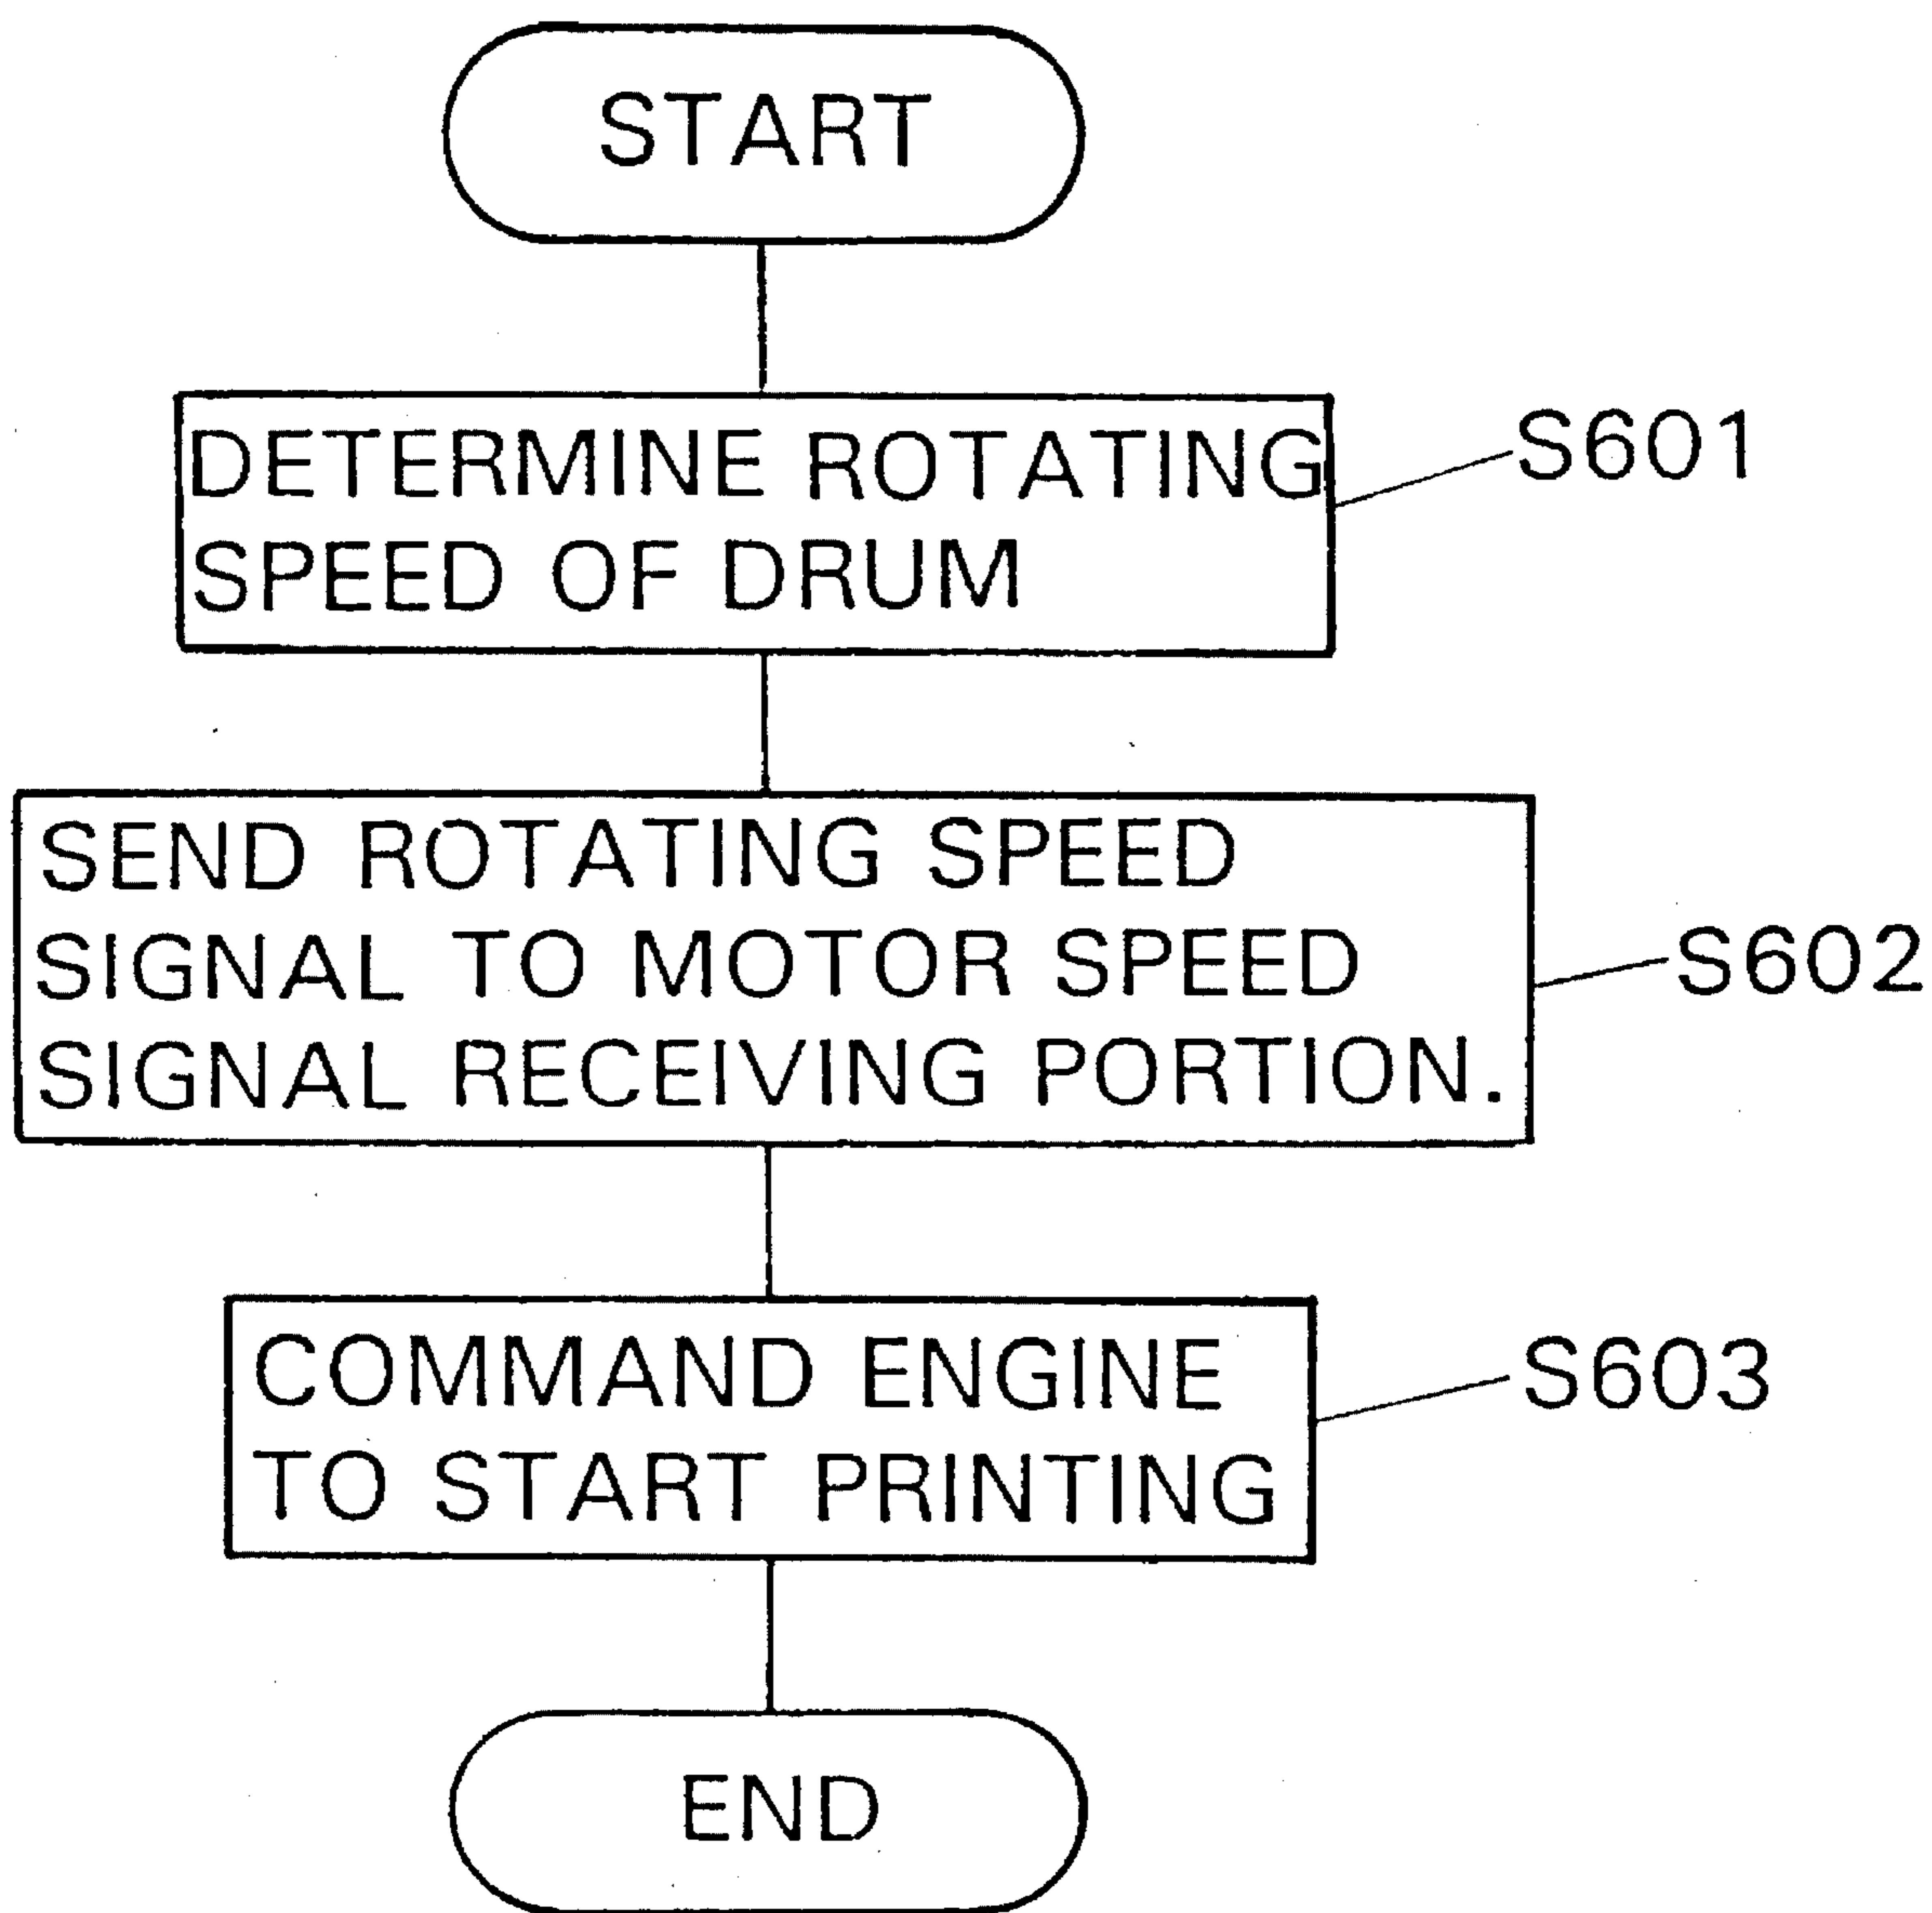 START
DETERMINE ROTATING
SPEED OF DRUM
S601
SEND ROTATING SPEED
SIGNAL TO MOTOR SPEED
SIGNAL RECEIVING PORTION.
S602
COMMAND ENGINE
TO START PRINTING
S603
END